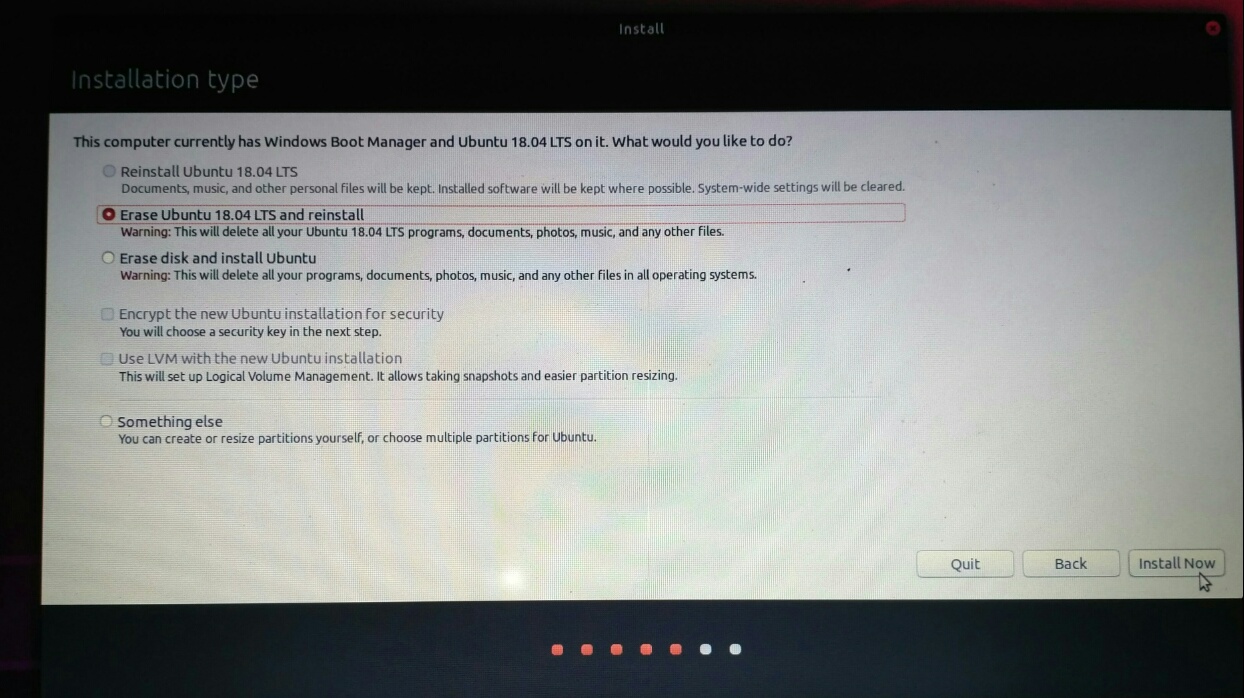 Install
Installation type
This computer currently has Windows Boot Manager and Ubuntu 18.04 LTS on it. What would you like to do?
Reinstall Ubuntu 18.04 LTS
Documents, music, and other personal files will be kept. Installed software will be kept where possible. System-wide settings will be cleared.
Erase Ubuntu 18.04 LTS and reinstall
Warning: This will delete all your Ubuntu 18.04 LTS programs, documents, photos, music, and any other files.
Erase disk and install Ubuntu
Warning: This will delete all your programs, documents, photos, music, and any other files in all operating systems.
Encrypt the new Ubuntu installation for security
You will choose a security key in the next step.
Use LVM with the new Ubuntu installation
This will set up Logical Volume Management. It allows taking snapshots and easier partition resizing.
Something else
You can create or resize partitions yourself, or choose multiple partitions for Ubuntu.
Quit Back Install Now